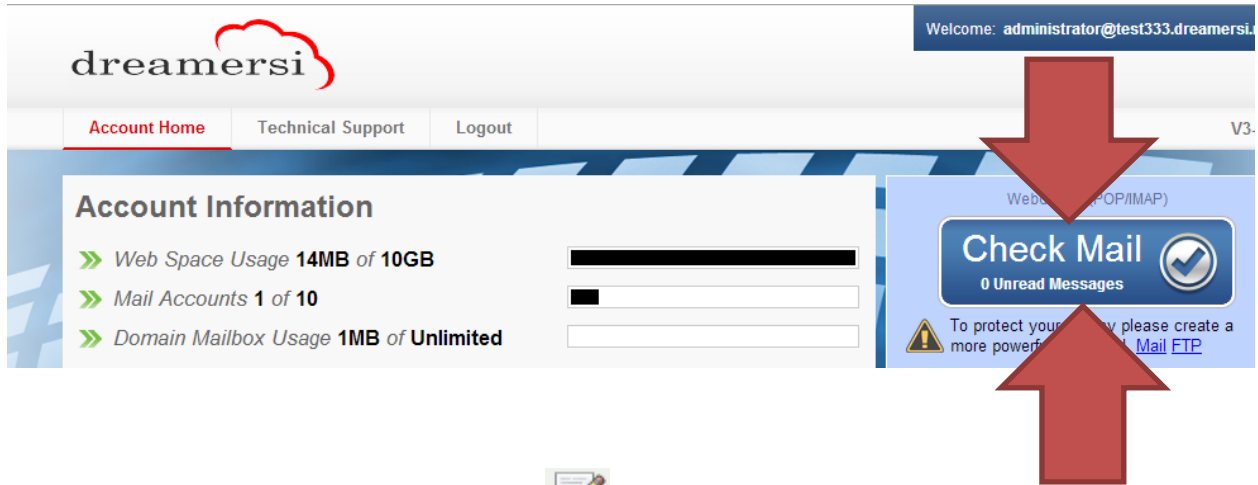 Welcome: administrator@test333.dreamersi.
dreamersi
Account Home Technical Support Logout V3-
Account Information
Web Space Usage 14MB of 10GB
Mail Accounts 1 of 10
Domain Mailbox Usage 1MB of Unlimited
(POP/IMAP)
Check Mail
0 Unread Messages
To protect your please create a
more Mail FTP